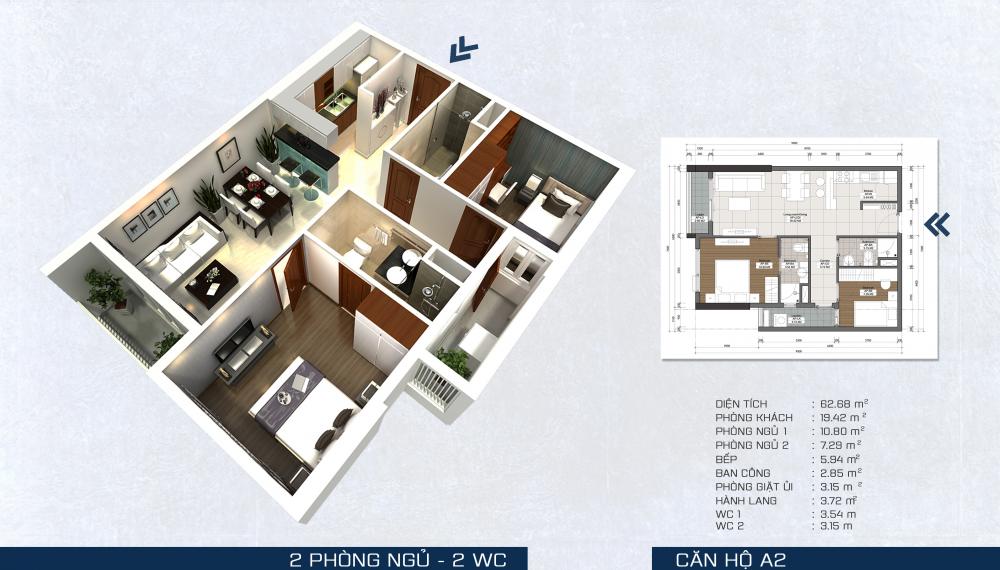 DIỆN TÍCH : 62.68 m²
PHÒNG KHÁCH : 19.42 m²
PHÒNG NGỦ 1 : 10.80 m²
PHÒNG NGỦ 2 : 7.29 m²
BẾP : 5.94 m²
BAN CÔNG : 2.85 m²
PHÒNG GIẶT ỦI : 3.15 m²
HÀNH LANG : 3.72 m²
WC 1 : 3.54 m
WC 2 : 3.15 m
2 PHÒNG NGỦ - 2 WC
CĂN HỘ A2